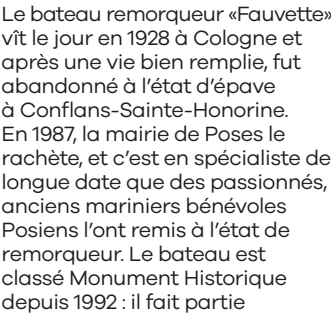 Le bateau remorqueur «Fauvette»
vît le jour en 1928 à Cologne et
après une vie bien remplie, fut
abandonné à l’état d’épave
à Conflans-Sainte-Honorine.
En 1987, la mairie de Poses le
rachète, et c’est en spécialiste de
longue date que des passionnés,
anciens mariniers bénévoles
Posiens l’ont remis à l’état de
remorqueur. Le bateau est
classé Monument Historique
depuis 1992 : il fait partie